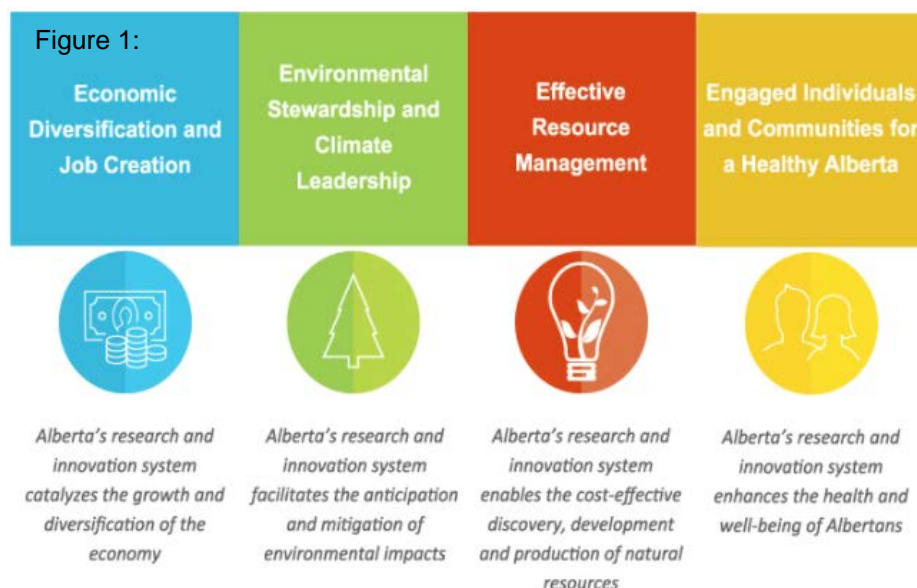 Figure 1:
Economic
Diversification and
Job Creation
Environmental
Stewardship and
Climate
Leadership
Effective
Resource
Management
Engaged Individuals
and Communities for
a Healthy Alberta
Alberta's research and
innovation system
catalyzes the growth and
diversification of the
economy
Alberta's research and
innovation system
facilitates the anticipation
and mitigation of
environmental impacts
Alberta's research and
innovation system
enables the cost-effective
discovery, development
and production of natural
resources
Alberta's research and
innovation system
enhances the health and
well-being of Albertans